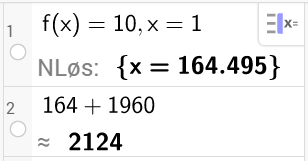 1
f(x) = 10, x = 1
x=
NLøs: {x = 164.495}
2
164 + 1960
≈ 2124